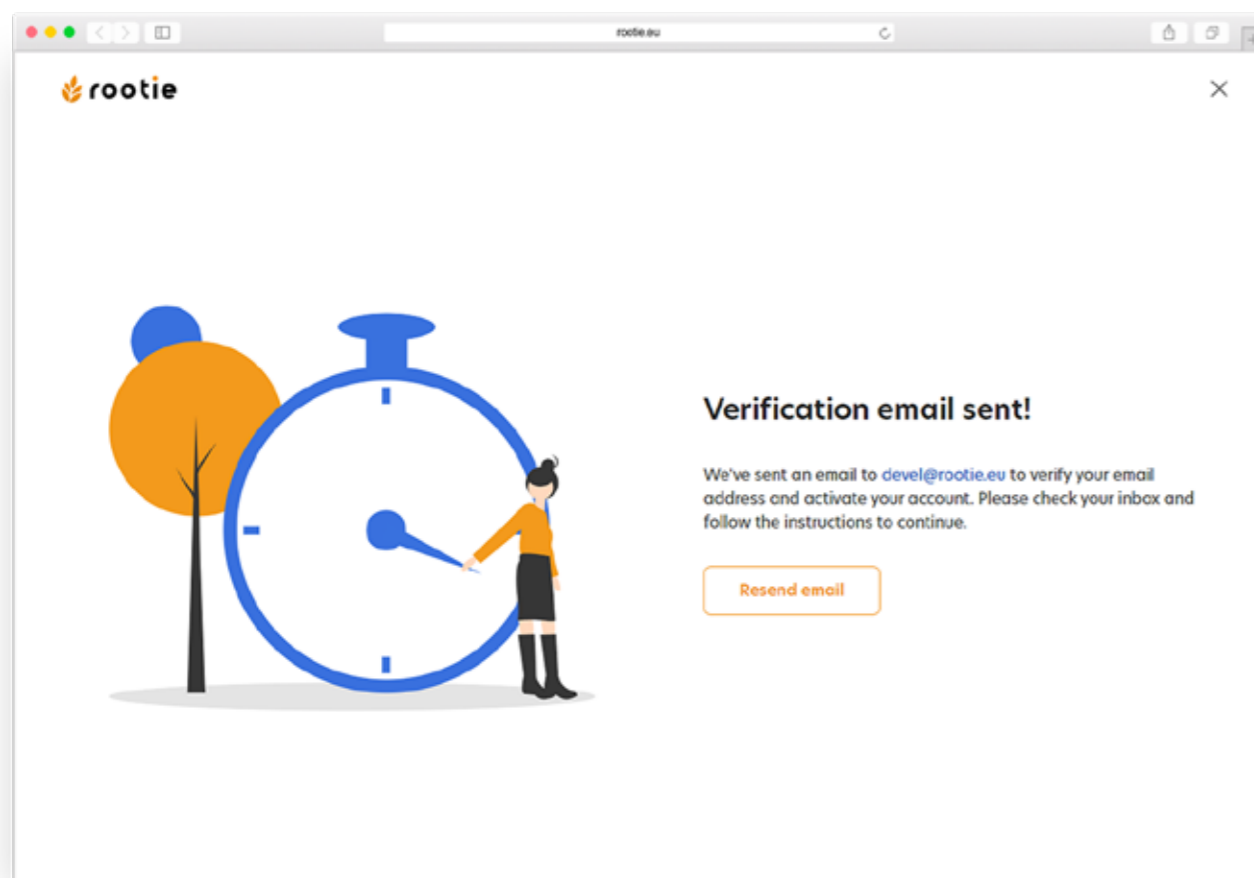 rootie.eu
rootie
Verification email sent!
We've sent an email to devel@rootie.eu to verify your email
address and activate your account. Please check your inbox and
follow the instructions to continue.
Resend email